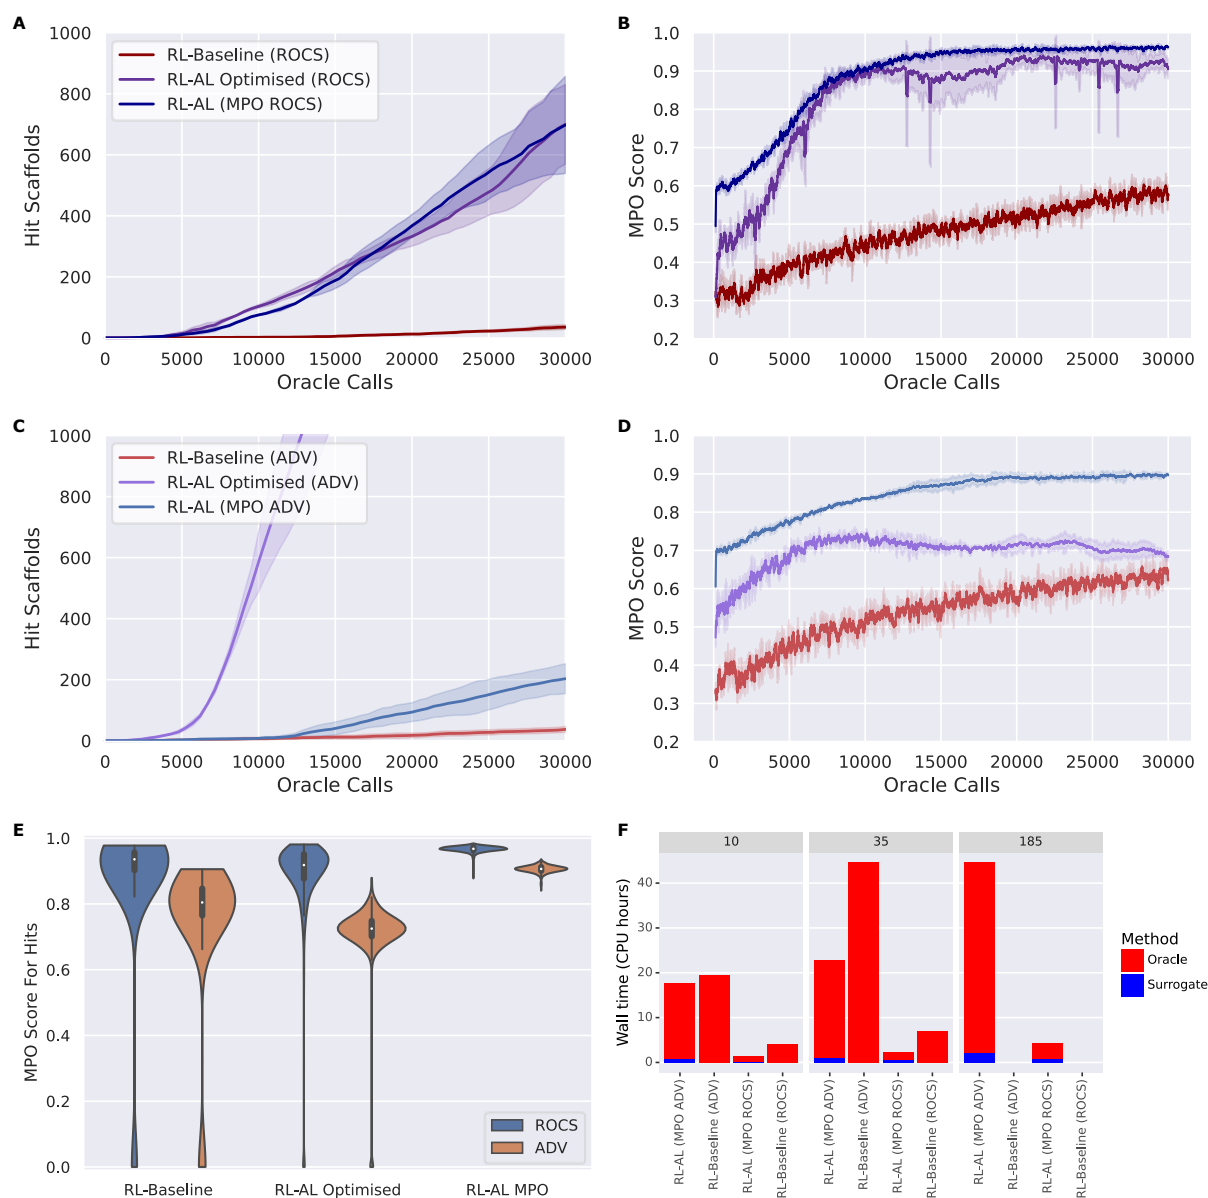 A
1000
800
600
400
200
0
Hit Scaffolds
RL-Baseline (ROCS)
RL-AL Optimised (ROCS)
RL-AL (MPO ROCS)
0 5000 10000 15000 20000 25000 30000
Oracle Calls
B
1.0
0.9
0.8
0.7
0.6
0.5
0.4
0.3
0.2
MPO Score
0 5000 10000 15000 20000 25000 30000
Oracle Calls
C
1000
800
600
400
200
0
Hit Scaffolds
RL-Baseline (ADV)
RL-AL Optimised (ADV)
RL-AL (MPO ADV)
0 5000 10000 15000 20000 25000 30000
Oracle Calls
D
1.0
0.9
0.8
0.7
0.6
0.5
0.4
0.3
0.2
MPO Score
0 5000 10000 15000 20000 25000 30000
Oracle Calls
E
1.0
0.8
0.6
0.4
0.2
0.0
MPO Score For Hits
ROCS
ADV
RL-Baseline RL-AL Optimised RL-AL MPO
F
10 35 185
40
30
20
10
0
Wall time (CPU hours)
RL-AL (MPO ADV)
RL-Baseline (ADV)
RL-AL (MPO ROCS)
RL-Baseline (ROCS)
RL-AL (MPO ADV)
RL-Baseline (ADV)
RL-AL (MPO ROCS)
RL-Baseline (ROCS)
RL-AL (MPO ADV)
RL-Baseline (ADV)
RL-AL (MPO ROCS)
RL-Baseline (ROCS)
Method
Oracle
Surrogate